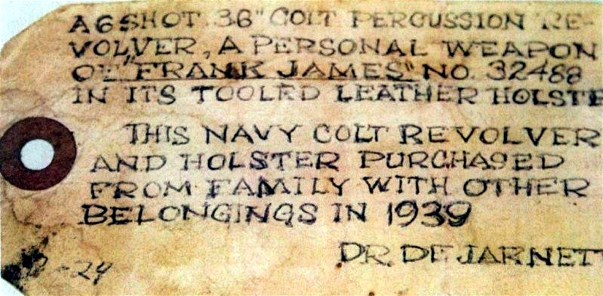 A 6 SHOT .36" COLT PERCUSSION RE-
VOLVER, A PERSONAL WEAPON
OF "FRANK JAMES" NO. 32488
IN ITS TOOLED LEATHER HOLSTE
THIS NAVY COLT REVOLVER
AND HOLSTER PURCHASED
FROM FAMILY WITH OTHER
BELONGINGS IN 1939
DR. DE JARNETT
-24